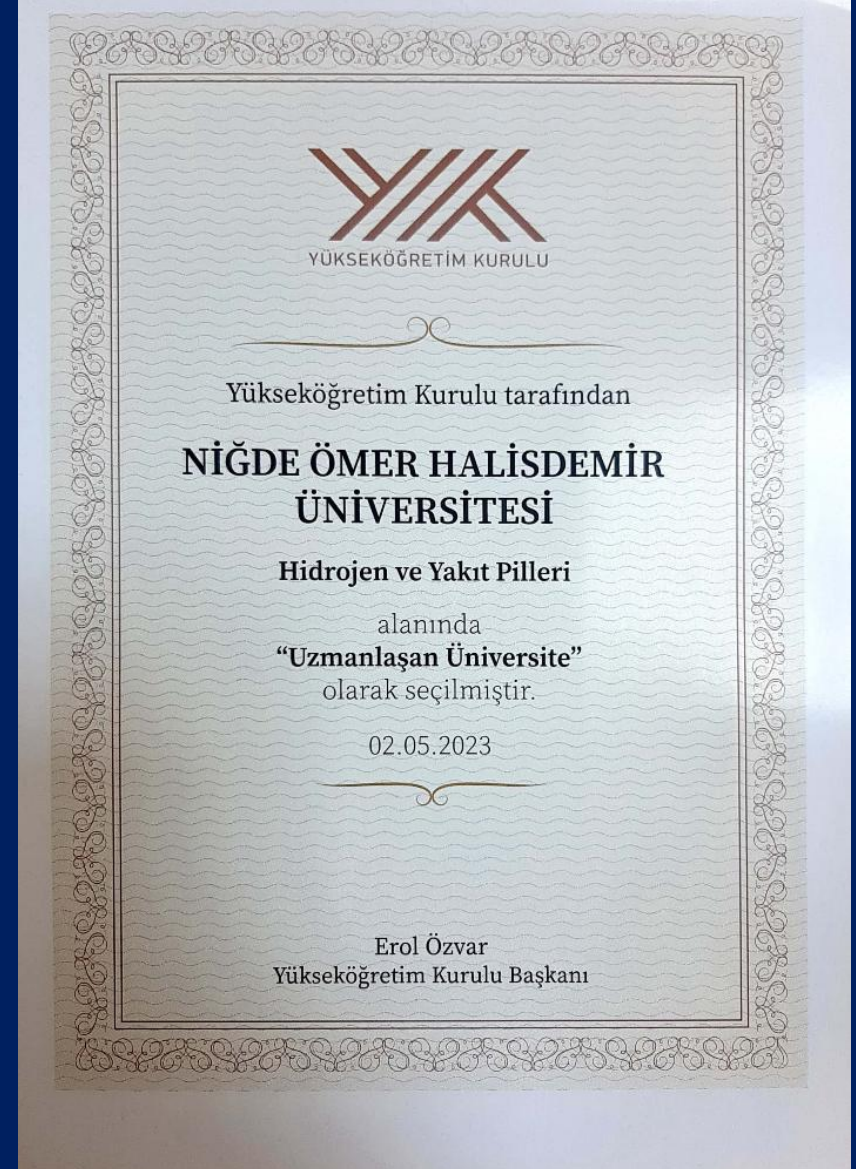 YÖK
YÜKSEKÖĞRETİM KURULU
Yükseköğretim Kurulu tarafından
NİĞDE ÖMER HALİSDEMİR
ÜNİVERSİTESİ
Hidrojen ve Yakıt Pilleri
alanında
“Uzmanlaşan Üniversite”
olarak seçilmiştir.
02.05.2023
Erol Özvar
Yükseköğretim Kurulu Başkanı